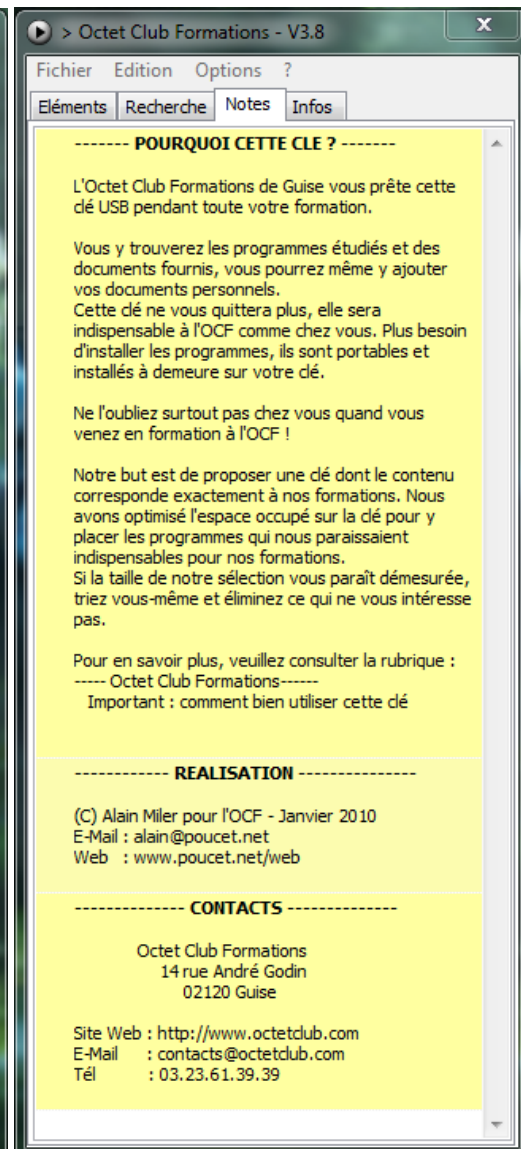 > Octet Club Formations - V3.8
X
Fichier Edition Options ?
Eléments Recherche Notes Infos
------- POURQUOI CETTE CLE ? -------
L'Octet Club Formations de Guise vous prête cette
clé USB pendant toute votre formation.
Vous y trouverez les programmes étudiés et des
documents fournis, vous pourrez même y ajouter
vos documents personnels.
Cette clé ne vous quittera plus, elle sera
indispensable à l'OCF comme chez vous. Plus besoin
d'installer les programmes, ils sont portables et
installés à demeure sur votre clé.
Ne l'oubliez surtout pas chez vous quand vous
venez en formation à l'OCF !
Notre but est de proposer une clé dont le contenu
corresponde exactement à nos formations. Nous
avons optimisé l'espace occupé sur la clé pour y
placer les programmes qui nous paraissaient
indispensables pour nos formations.
Si la taille de notre sélection vous paraît démesurée,
triez vous-même et éliminez ce qui ne vous intéresse
pas.
Pour en savoir plus, veuillez consulter la rubrique :
----- Octet Club Formations------
Important : comment bien utiliser cette clé
------------ REALISATION ---------------
(C) Alain Miler pour l'OCF - Janvier 2010
E-Mail : alain@poucet.net
Web : www.poucet.net/web
-------------- CONTACTS --------------
Octet Club Formations
14 rue André Godin
02120 Guise
Site Web : http://www.octetclub.com
E-Mail : contacts@octetclub.com
Tél : 03.23.61.39.39